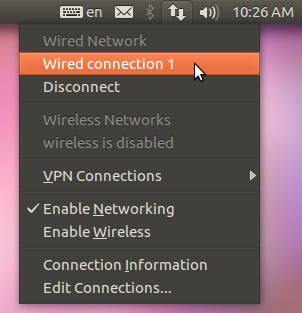 en 10:26 AM
Wired Network
Wired connection 1
Disconnect
Wireless Networks
wireless is disabled
VPN Connections
Enable Networking
Enable Wireless
Connection Information
Edit Connections...